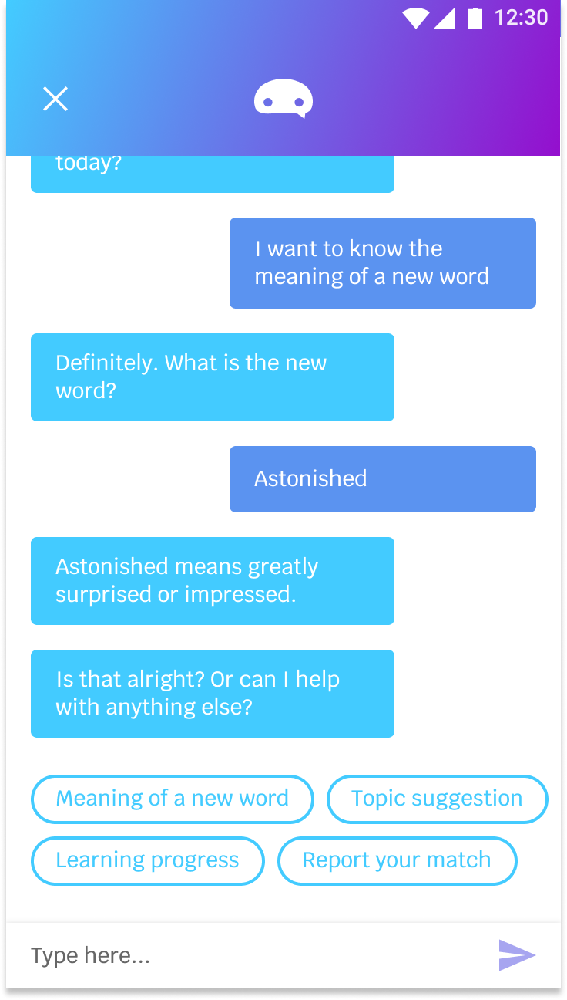 12:30
today?
I want to know the
meaning of a new word
Definitely. What is the new
word?
Astonished
Astonished means greatly
surprised or impressed.
Is that alright? Or can I help
with anything else?
Meaning of a new word
Topic suggestion
Learning progress
Report your match
Type here...